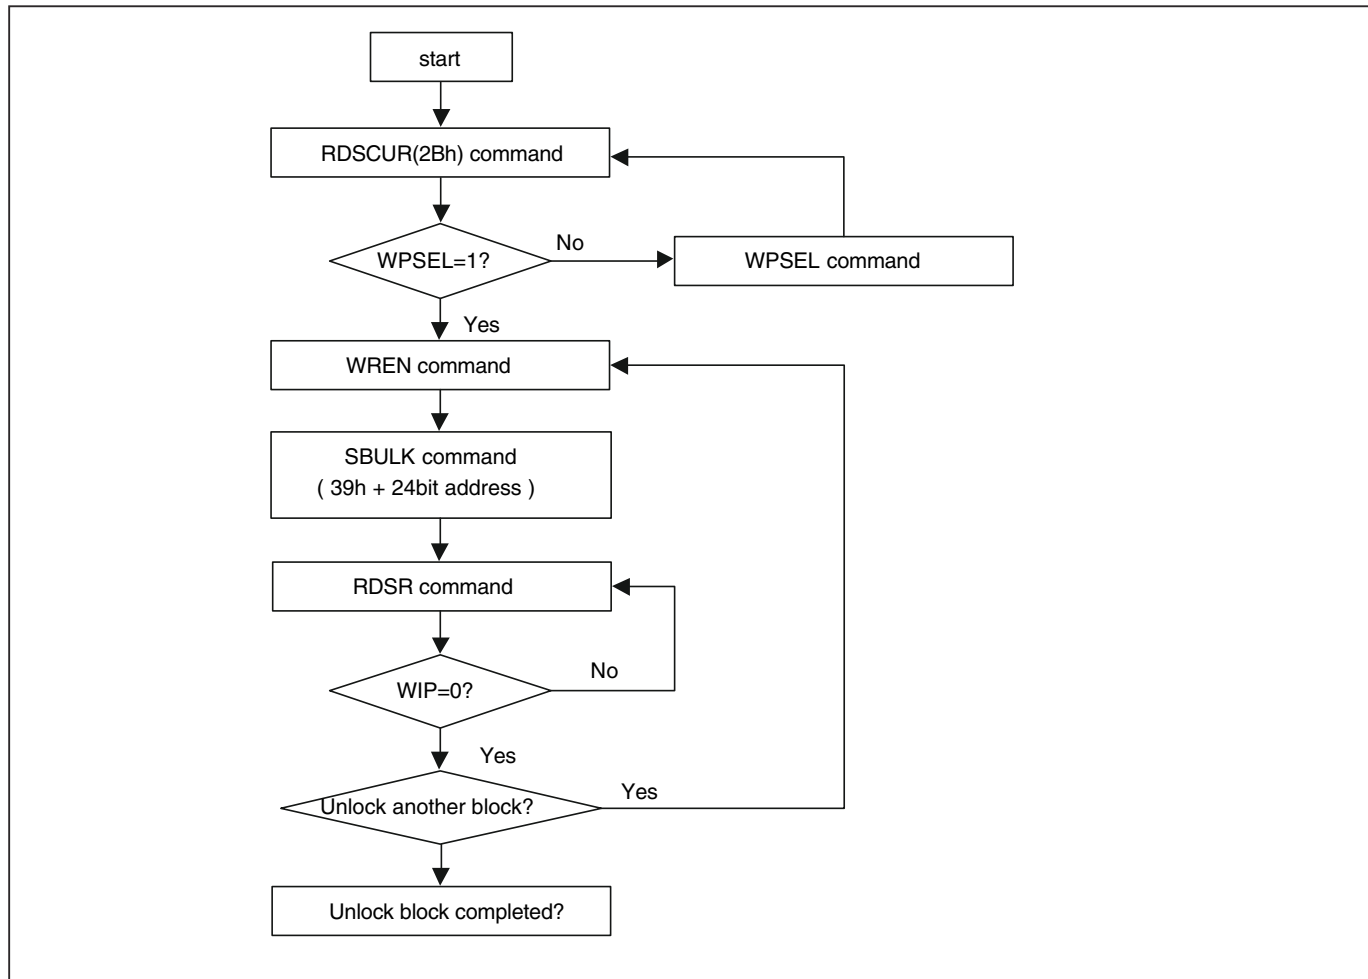 start
RDSCUR(2Bh) command
WPSEL=1?
No
WPSEL command
Yes
WREN command
SBULK command
( 39h + 24bit address )
RDSR command
WIP=0?
No
Yes
Unlock another block?
Yes
Unlock block completed?